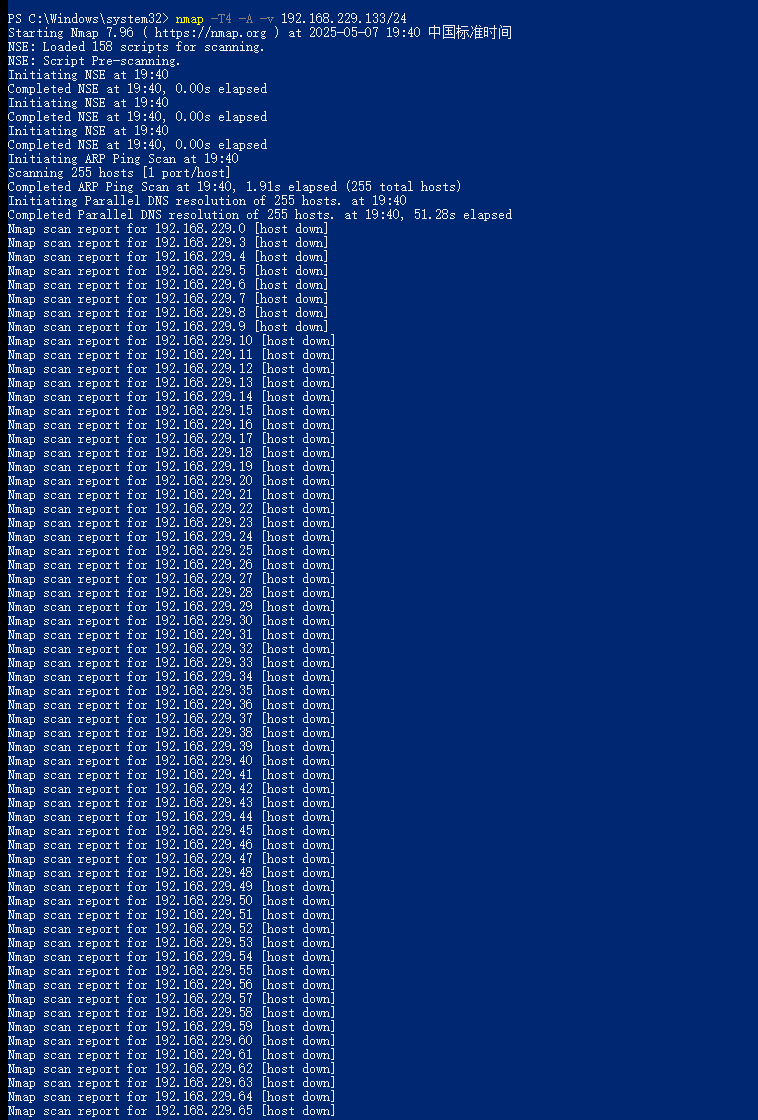 PS C:\Windows\system32> nmap -T4 -A -v 192.168.229.133/24
Starting Nmap 7.96 ( https://nmap.org ) at 2025-05-07 19:40 中国标准时间
NSE: Loaded 158 scripts for scanning.
NSE: Script Pre-scanning.
Initiating NSE at 19:40
Completed NSE at 19:40, 0.00s elapsed
Initiating NSE at 19:40
Completed NSE at 19:40, 0.00s elapsed
Initiating NSE at 19:40
Completed NSE at 19:40, 0.00s elapsed
Initiating ARP Ping Scan at 19:40
Scanning 255 hosts [1 port/host]
Completed ARP Ping Scan at 19:40, 1.91s elapsed (255 total hosts)
Initiating Parallel DNS resolution of 255 hosts. at 19:40
Completed Parallel DNS resolution of 255 hosts. at 19:40, 51.28s elapsed
Nmap scan report for 192.168.229.0 [host down]
Nmap scan report for 192.168.229.3 [host down]
Nmap scan report for 192.168.229.4 [host down]
Nmap scan report for 192.168.229.5 [host down]
Nmap scan report for 192.168.229.6 [host down]
Nmap scan report for 192.168.229.7 [host down]
Nmap scan report for 192.168.229.8 [host down]
Nmap scan report for 192.168.229.9 [host down]
Nmap scan report for 192.168.229.10 [host down]
Nmap scan report for 192.168.229.11 [host down]
Nmap scan report for 192.168.229.12 [host down]
Nmap scan report for 192.168.229.13 [host down]
Nmap scan report for 192.168.229.14 [host down]
Nmap scan report for 192.168.229.15 [host down]
Nmap scan report for 192.168.229.16 [host down]
Nmap scan report for 192.168.229.17 [host down]
Nmap scan report for 192.168.229.18 [host down]
Nmap scan report for 192.168.229.19 [host down]
Nmap scan report for 192.168.229.20 [host down]
Nmap scan report for 192.168.229.21 [host down]
Nmap scan report for 192.168.229.22 [host down]
Nmap scan report for 192.168.229.23 [host down]
Nmap scan report for 192.168.229.24 [host down]
Nmap scan report for 192.168.229.25 [host down]
Nmap scan report for 192.168.229.26 [host down]
Nmap scan report for 192.168.229.27 [host down]
Nmap scan report for 192.168.229.28 [host down]
Nmap scan report for 192.168.229.29 [host down]
Nmap scan report for 192.168.229.30 [host down]
Nmap scan report for 192.168.229.31 [host down]
Nmap scan report for 192.168.229.32 [host down]
Nmap scan report for 192.168.229.33 [host down]
Nmap scan report for 192.168.229.34 [host down]
Nmap scan report for 192.168.229.35 [host down]
Nmap scan report for 192.168.229.36 [host down]
Nmap scan report for 192.168.229.37 [host down]
Nmap scan report for 192.168.229.38 [host down]
Nmap scan report for 192.168.229.39 [host down]
Nmap scan report for 192.168.229.40 [host down]
Nmap scan report for 192.168.229.41 [host down]
Nmap scan report for 192.168.229.42 [host down]
Nmap scan report for 192.168.229.43 [host down]
Nmap scan report for 192.168.229.44 [host down]
Nmap scan report for 192.168.229.45 [host down]
Nmap scan report for 192.168.229.46 [host down]
Nmap scan report for 192.168.229.47 [host down]
Nmap scan report for 192.168.229.48 [host down]
Nmap scan report for 192.168.229.49 [host down]
Nmap scan report for 192.168.229.50 [host down]
Nmap scan report for 192.168.229.51 [host down]
Nmap scan report for 192.168.229.52 [host down]
Nmap scan report for 192.168.229.53 [host down]
Nmap scan report for 192.168.229.54 [host down]
Nmap scan report for 192.168.229.55 [host down]
Nmap scan report for 192.168.229.56 [host down]
Nmap scan report for 192.168.229.57 [host down]
Nmap scan report for 192.168.229.58 [host down]
Nmap scan report for 192.168.229.59 [host down]
Nmap scan report for 192.168.229.60 [host down]
Nmap scan report for 192.168.229.61 [host down]
Nmap scan report for 192.168.229.62 [host down]
Nmap scan report for 192.168.229.63 [host down]
Nmap scan report for 192.168.229.64 [host down]
Nmap scan report for 192.168.229.65 [host down]